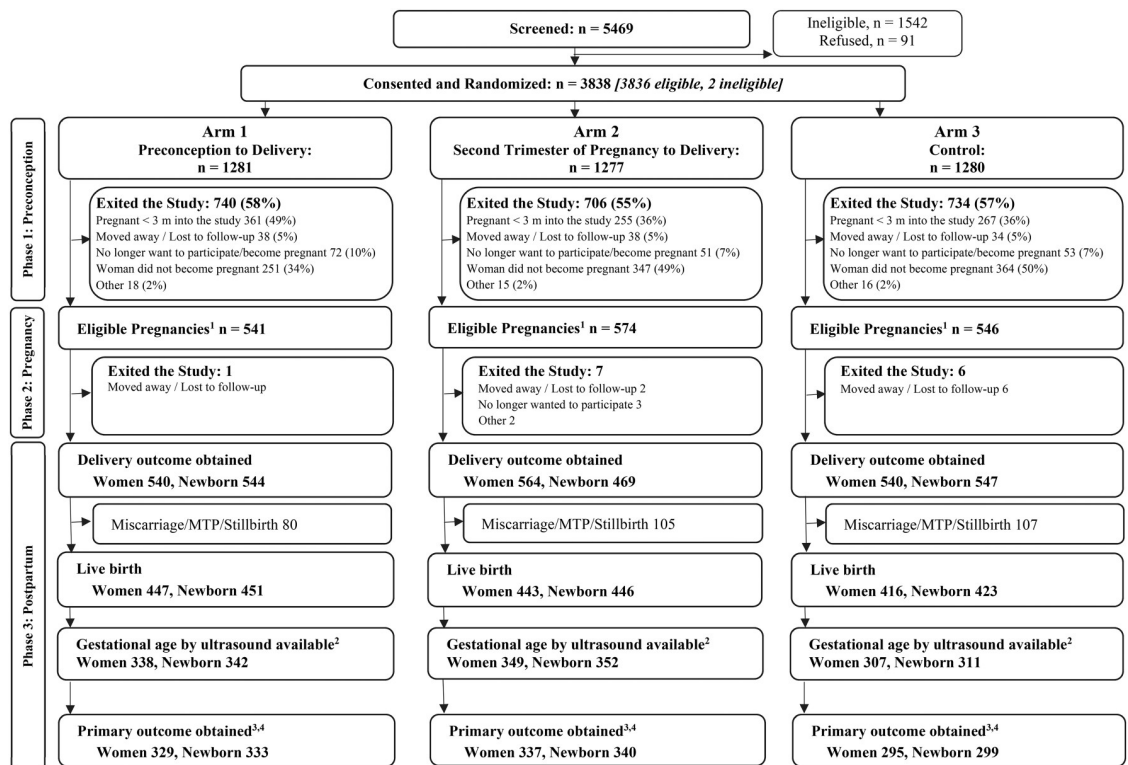 Screened: n = 5469
Ineligible, n = 1542
Refused, n = 91
Consented and Randomized: n = 3838 [3836 eligible, 2 ineligible]
Phase 1: Preconception
Arm 1
Preconception to Delivery:
n = 1281
Arm 2
Second Trimester of Pregnancy to Delivery:
n = 1277
Arm 3
Control:
n = 1280
Exited the Study: 740 (58%)
Pregnant < 3 m into the study 361 (49%)
Moved away / Lost to follow-up 38 (5%)
No longer want to participate/become pregnant 72 (10%)
Woman did not become pregnant 251 (34%)
Other 18 (2%)
Exited the Study: 706 (55%)
Pregnant < 3 m into the study 255 (36%)
Moved away / Lost to follow-up 38 (5%)
No longer want to participate/become pregnant 51 (7%)
Woman did not become pregnant 347 (49%)
Other 15 (2%)
Exited the Study: 734 (57%)
Pregnant < 3 m into the study 267 (36%)
Moved away / Lost to follow-up 34 (5%)
No longer want to participate/become pregnant 53 (7%)
Woman did not become pregnant 364 (50%)
Other 16 (2%)
Phase 2: Pregnancy
Eligible Pregnancies¹ n = 541
Eligible Pregnancies¹ n = 574
Eligible Pregnancies¹ n = 546
Exited the Study: 1
Moved away / Lost to follow-up
Exited the Study: 7
Moved away / Lost to follow-up 2
No longer wanted to participate 3
Other 2
Exited the Study: 6
Moved away / Lost to follow-up 6
Phase 3: Postpartum
Delivery outcome obtained
Women 540, Newborn 544
Delivery outcome obtained
Women 564, Newborn 469
Delivery outcome obtained
Women 540, Newborn 547
Miscarriage/MTP/Stillbirth 80
Miscarriage/MTP/Stillbirth 105
Miscarriage/MTP/Stillbirth 107
Live birth
Women 447, Newborn 451
Live birth
Women 443, Newborn 446
Live birth
Women 416, Newborn 423
Gestational age by ultrasound available²
Women 338, Newborn 342
Gestational age by ultrasound available²
Women 349, Newborn 352
Gestational age by ultrasound available²
Women 307, Newborn 311
Primary outcome obtained³,⁴
Women 329, Newborn 333
Primary outcome obtained³,⁴
Women 337, Newborn 340
Primary outcome obtained³,⁴
Women 295, Newborn 299